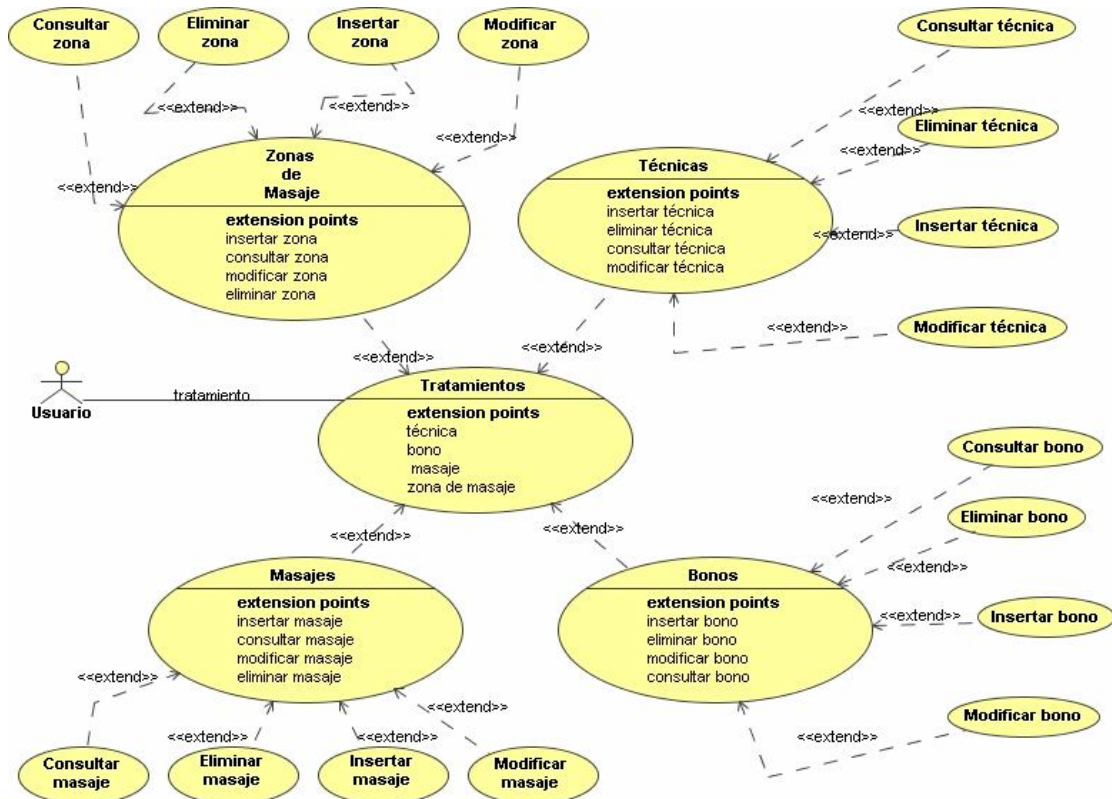 Consultar
zona
Eliminar
zona
Insertar
zona
Modificar
zona
<<extend>>
<<extend>>
<<extend>>
<<extend>>
Zonas
de
Masaje
extension points
insertar zona
consultar zona
modificar zona
eliminar zona
Consultar técnica
<<extend>>
Eliminar técnica
<<extend>>
Técnicas
extension points
insertar técnica
eliminar técnica
consultar técnica
modificar técnica
<<extend>>
Insertar técnica
<<extend>>
Modificar técnica
<<extend>>
<<extend>>
Usuario
tratamiento
Tratamientos
extension points
técnica
bono
masaje
zona de masaje
<<extend>>
<<extend>>
Masajes
extension points
insertar masaje
consultar masaje
modificar masaje
eliminar masaje
<<extend>>
<<extend>>
<<extend>>
<<extend>>
Consultar
masaje
Eliminar
masaje
Insertar
masaje
Modificar
masaje
Bonos
extension points
insertar bono
eliminar bono
modificar bono
consultar bono
Consultar bono
<<extend>>
Eliminar bono
<<extend>>
Insertar bono
<<extend>>
Modificar bono
<<extend>>